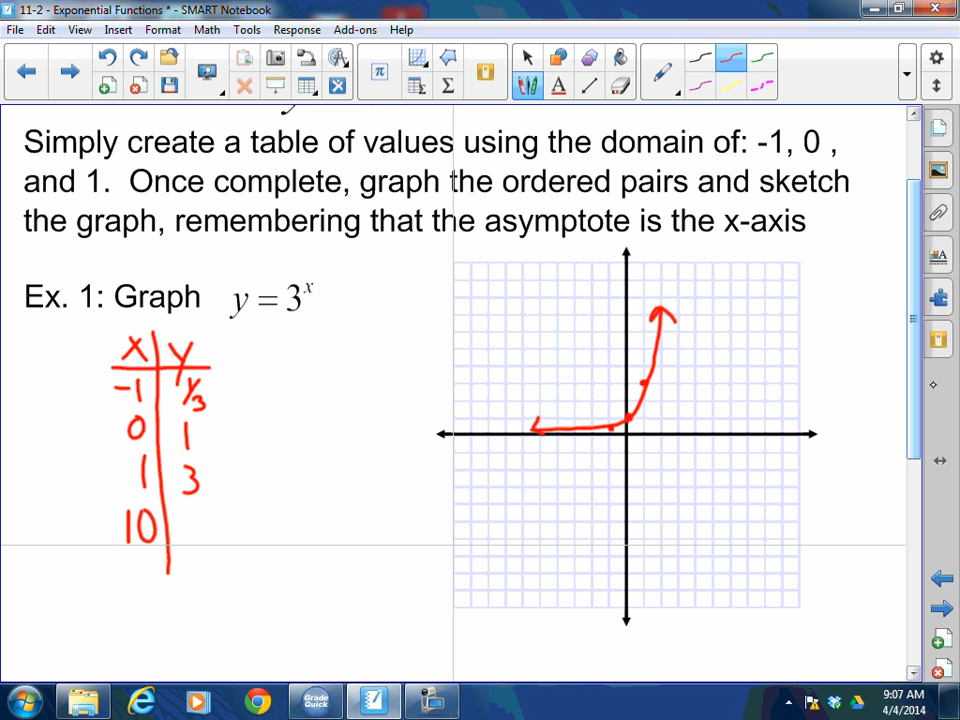 11-2 - Exponential Functions * - SMART Notebook
File Edit View Insert Format Math Tools Response Add-ons Help
π Σ A
Simply create a table of values using the domain of: -1, 0 ,
and 1. Once complete, graph the ordered pairs and sketch
the graph, remembering that the asymptote is the x-axis
Ex. 1: Graph y = 3ˣ
X Y
-1 1/3
0 1
1 3
10
Grade Quick
9:07 AM
4/4/2014